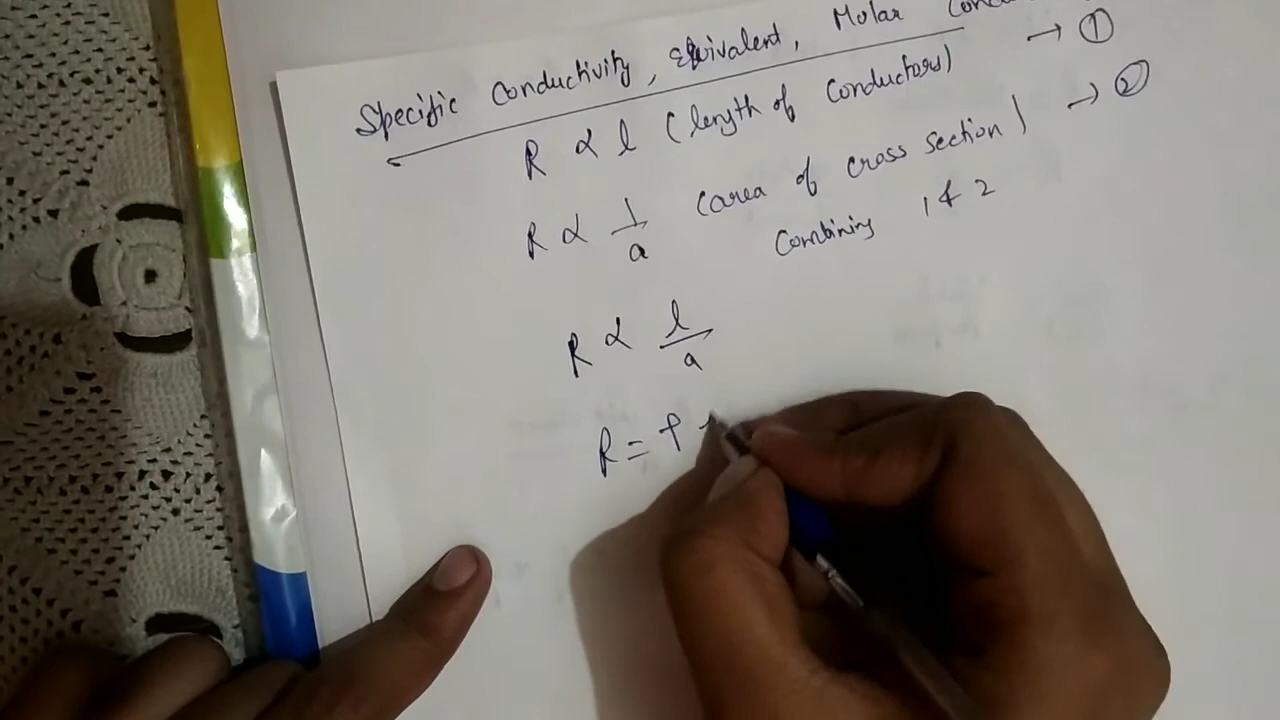 Specific Conductivity, Equivalent, Molar
R ∝ l (length of conductors) → ①
R ∝ 1/a (area of cross section) → ②
Combining 1 & 2
R ∝ l/a
R = ρ